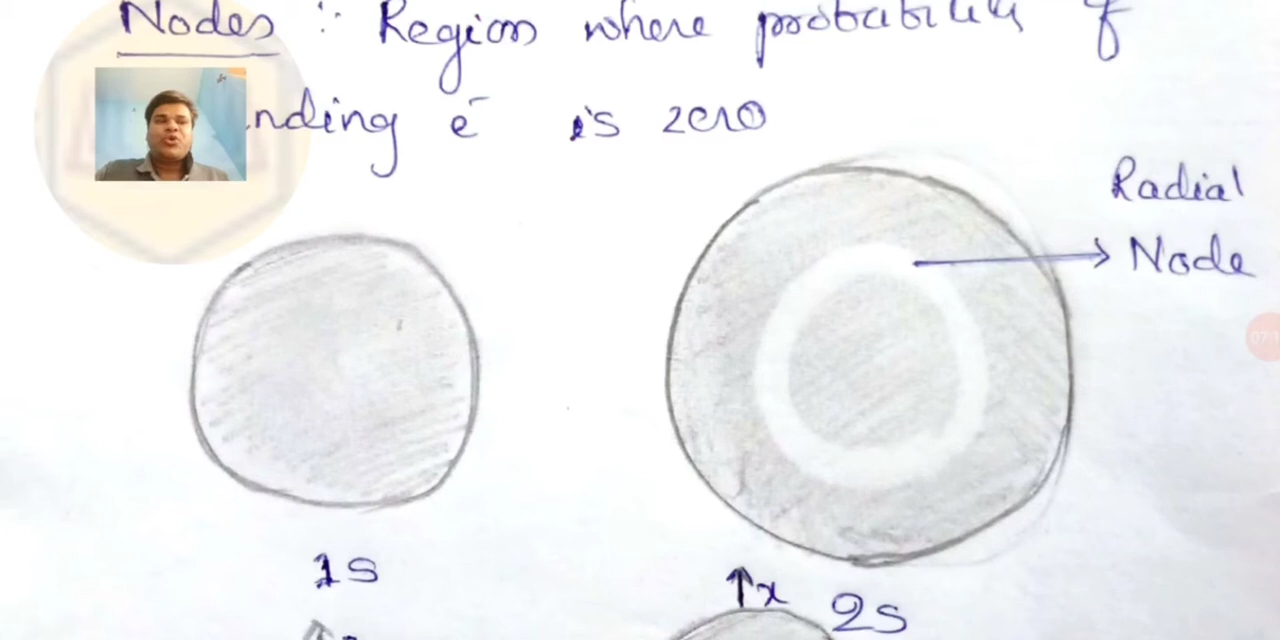 Nodes : Region where probability of
nding e⁻ is zero
Radial
Node
1s
↑x 2s